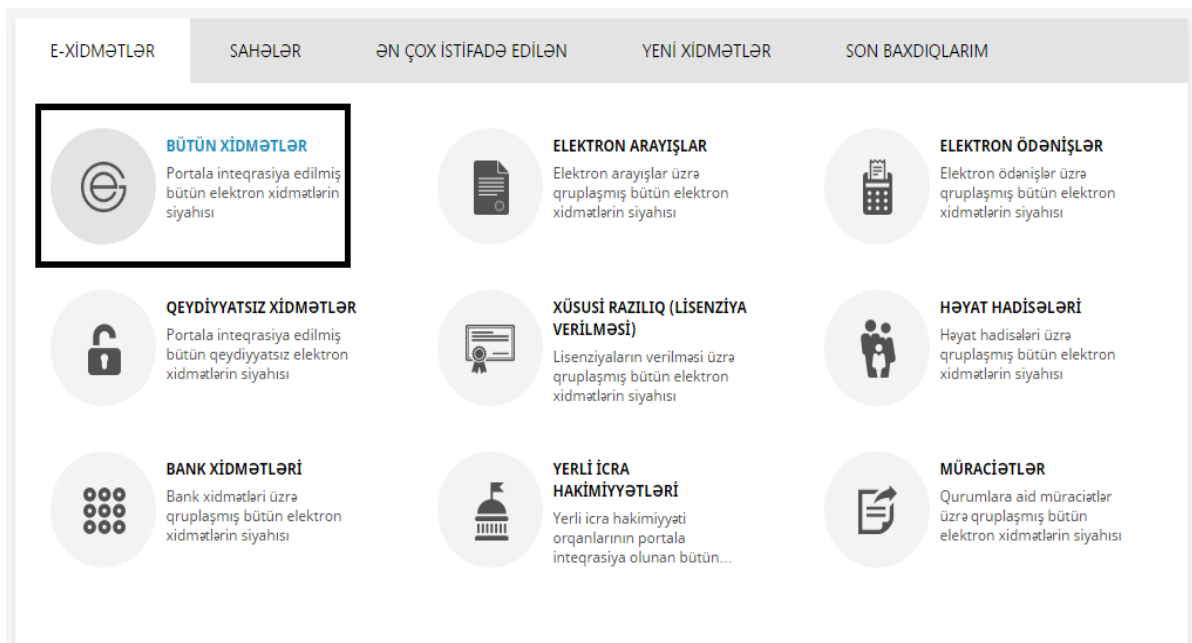 E-XİDMƏTLƏR
SAHƏLƏR
ƏN ÇOX İSTİFADƏ EDİLƏN
YENİ XİDMƏTLƏR
SON BAXDIQLARIM
BÜTÜN XİDMƏTLƏR
Portala inteqrasiya edilmiş
bütün elektron xidmətlərin
siyahısı
ELEKTRON ARAYIŞLAR
Elektron arayışlar üzrə
qruplaşmış bütün elektron
xidmətlərin siyahısı
ELEKTRON ÖDƏNİŞLƏR
Elektron ödənişlər üzrə
qruplaşmış bütün elektron
xidmətlərin siyahısı
QEYDİYYATSIZ XİDMƏTLƏR
Portala inteqrasiya edilmiş
bütün qeydiyyatsız elektron
xidmətlərin siyahısı
XÜSUSİ RAZILIQ (LİSENZİYA
VERİLMƏSİ)
Lisenziyaların verilməsi üzrə
qruplaşmış bütün elektron
xidmətlərin siyahısı
HƏYAT HADİSƏLƏRİ
Həyat hadisələri üzrə
qruplaşmış bütün elektron
xidmətlərin siyahısı
BANK XİDMƏTLƏRİ
Bank xidmətləri üzrə
qruplaşmış bütün elektron
xidmətlərin siyahısı
YERLİ İCRA
HAKİMİYYƏTLƏRİ
Yerli icra hakimiyyəti
orqanlarının portala
inteqrasiya olunan bütün...
MÜRACİƏTLƏR
Qurumlara aid müraciətlər
üzrə qruplaşmış bütün
elektron xidmətlərin siyahısı